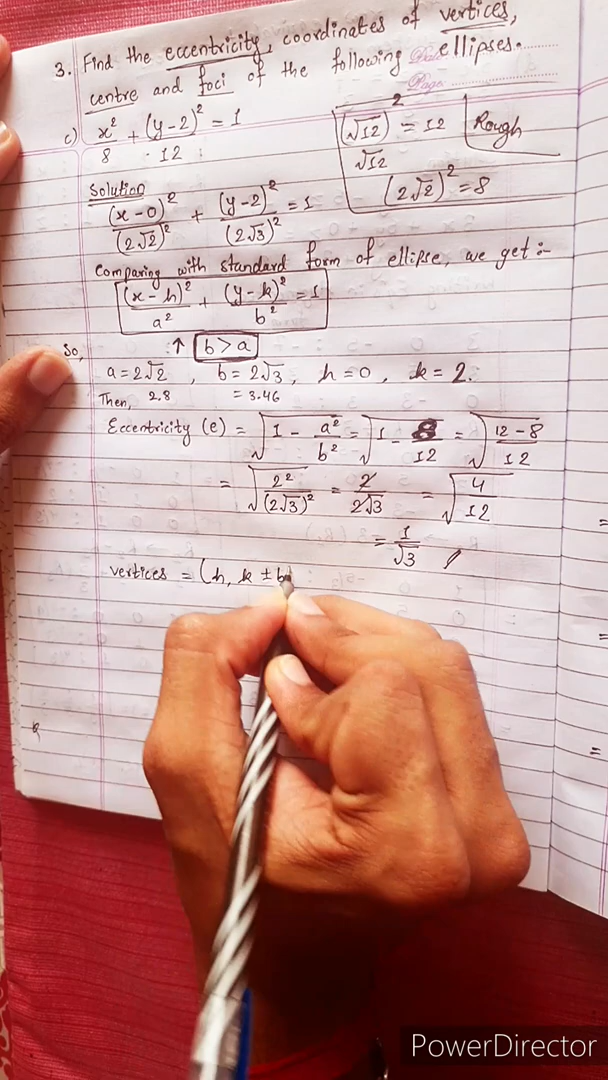 3. Find the eccentricity, coordinates of vertices,
centre and foci of the following ellipses.
Page:
c) x²/8 + (y-2)²/12 = 1
(√12)² = 12 Rough
√12
(2√2)² = 8
Solution
(x-0)²/(2√2)² + (y-2)²/(2√3)² = 1
Comparing with standard form of ellipse, we get :-
(x-h)²/a² + (y-k)²/b² = 1
↑ b > a
So,
a = 2√2 , b = 2√3, h = 0, k = 2.
Then, 2.8 = 3.46
Eccentricity (e) = √(1 - a²/b²) = √(1 - 8/12) = √((12-8)/12)
= √(2²/(2√3)²) = 2/2√3 = √(4/12)
= 1/√3
vertices = (h, k ± b
PowerDirector